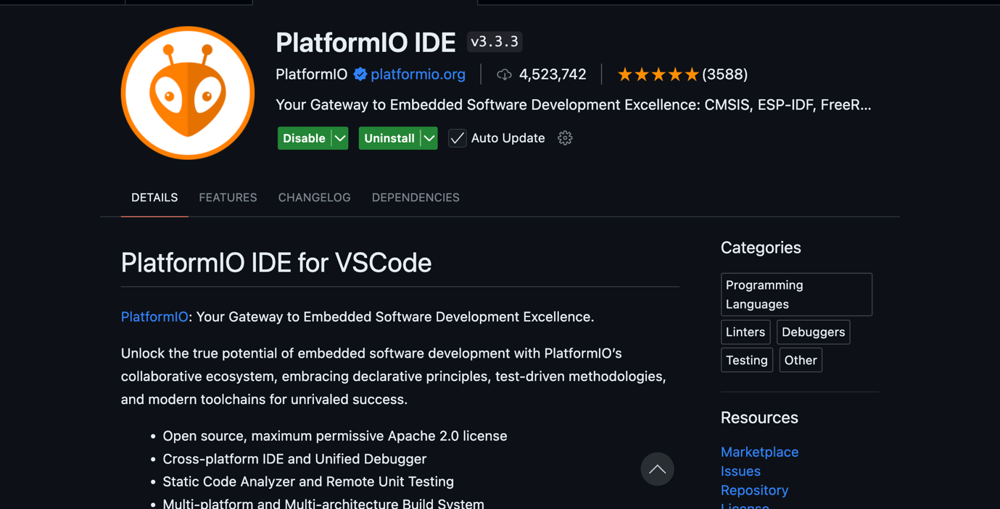 PlatformIO IDE v3.3.3
PlatformIO platformio.org 4,523,742 (3588)
Your Gateway to Embedded Software Development Excellence: CMSIS, ESP-IDF, FreeR...
Disable Uninstall Auto Update
DETAILS FEATURES CHANGELOG DEPENDENCIES
PlatformIO IDE for VSCode
PlatformIO: Your Gateway to Embedded Software Development Excellence.
Unlock the true potential of embedded software development with PlatformIO’s
collaborative ecosystem, embracing declarative principles, test-driven methodologies,
and modern toolchains for unrivaled success.
• Open source, maximum permissive Apache 2.0 license
• Cross-platform IDE and Unified Debugger
• Static Code Analyzer and Remote Unit Testing
• Multi-platform and Multi-architecture Build System
Categories
Programming
Languages
Linters Debuggers
Testing Other
Resources
Marketplace
Issues
Repository
License